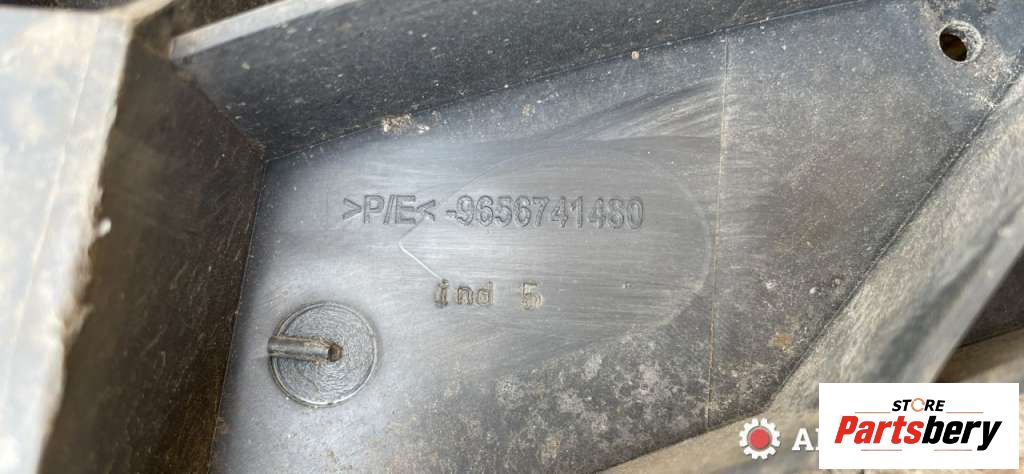 >P/E< -9656741480
ind 5
STORE
Partsbery